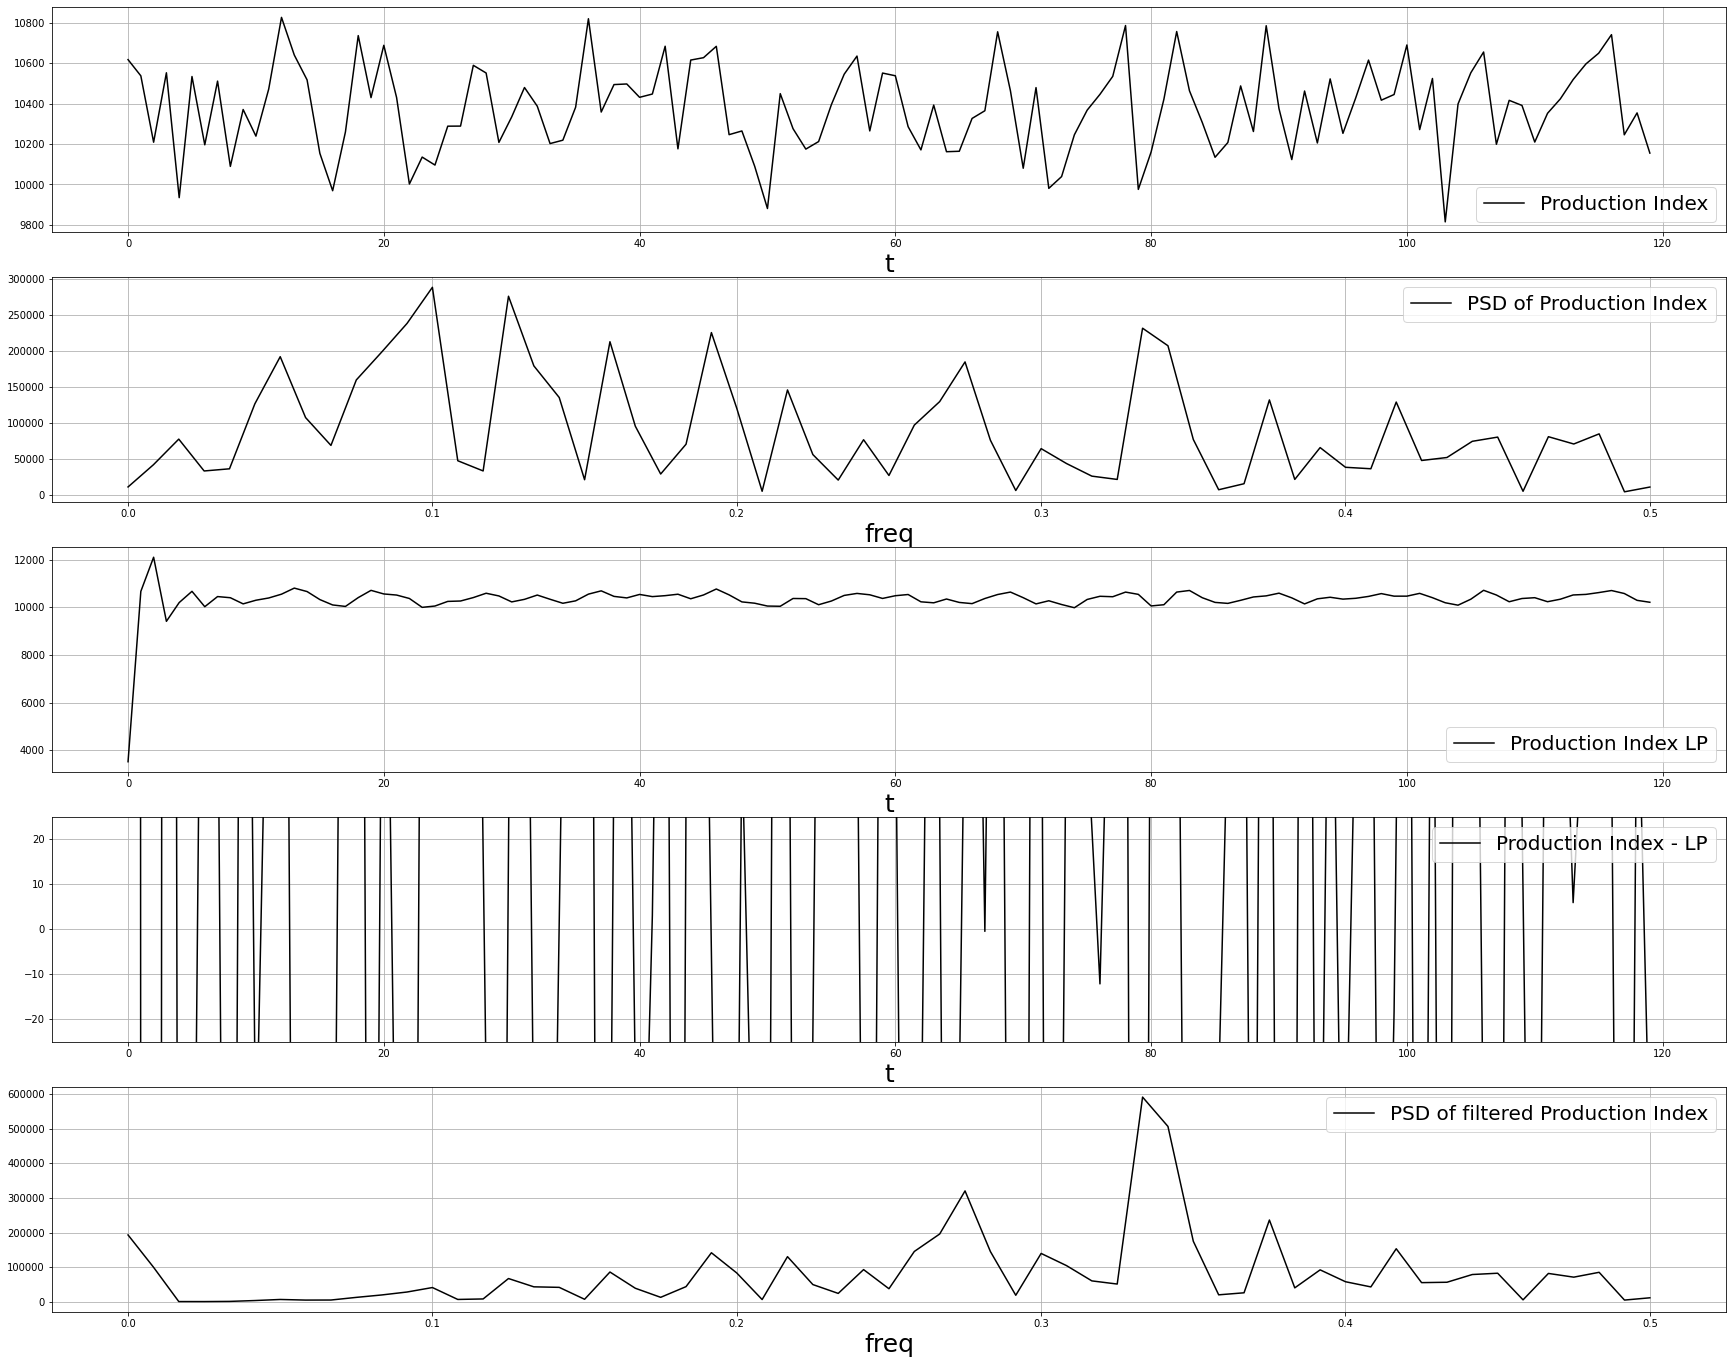 10800
10600
10400
10200
10000
9800
Production Index
0 20 40 60 80 100 120
t
300000
250000
200000
150000
100000
50000
0
PSD of Production Index
0.0 0.1 0.2 0.3 0.4 0.5
freq
12000
10000
8000
6000
4000
Production Index LP
0 20 40 60 80 100 120
t
20
10
0
−10
−20
Production Index - LP
0 20 40 60 80 100 120
t
600000
500000
400000
300000
200000
100000
0
PSD of filtered Production Index
0.0 0.1 0.2 0.3 0.4 0.5
freq